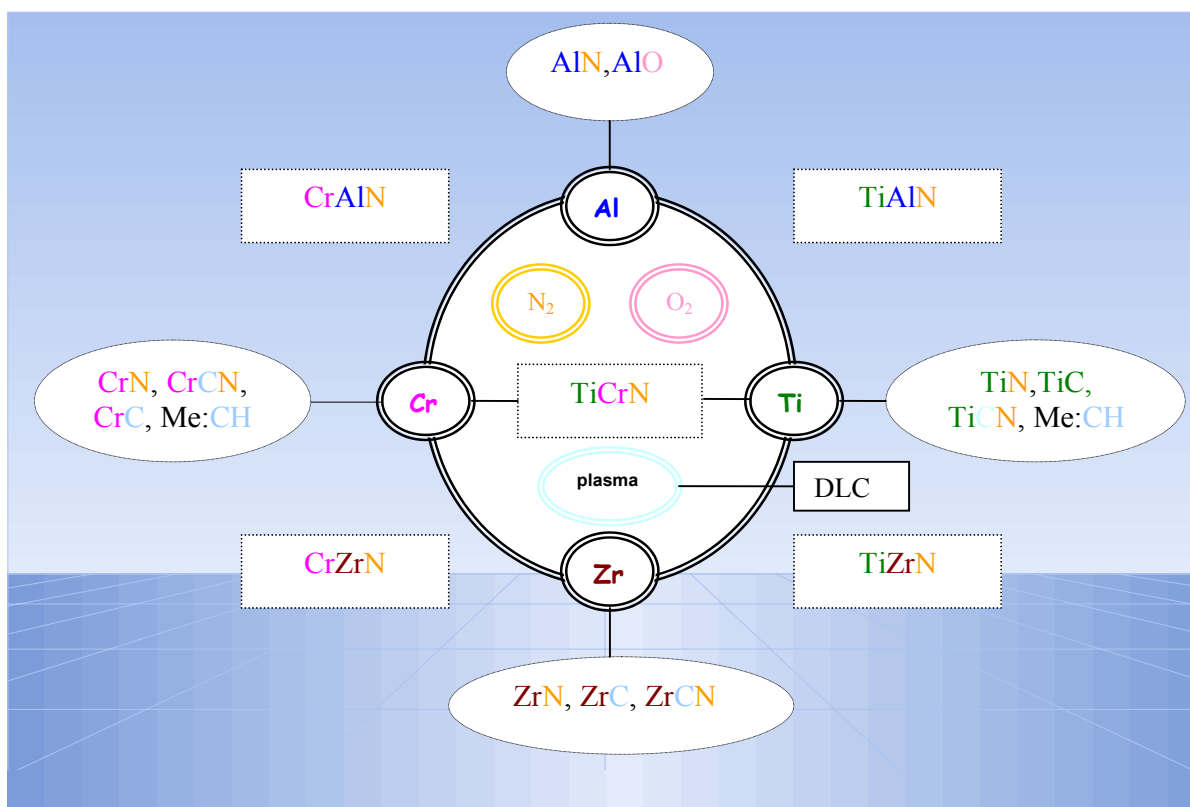 AlN,AlO
CrAlN
TiAlN
Al
N₂
O₂
CrN, CrCN,
CrC, Me:CH
Cr
TiCrN
Ti
TiN,TiC,
TiCN, Me:CH
plasma
DLC
CrZrN
Zr
TiZrN
ZrN, ZrC, ZrCN